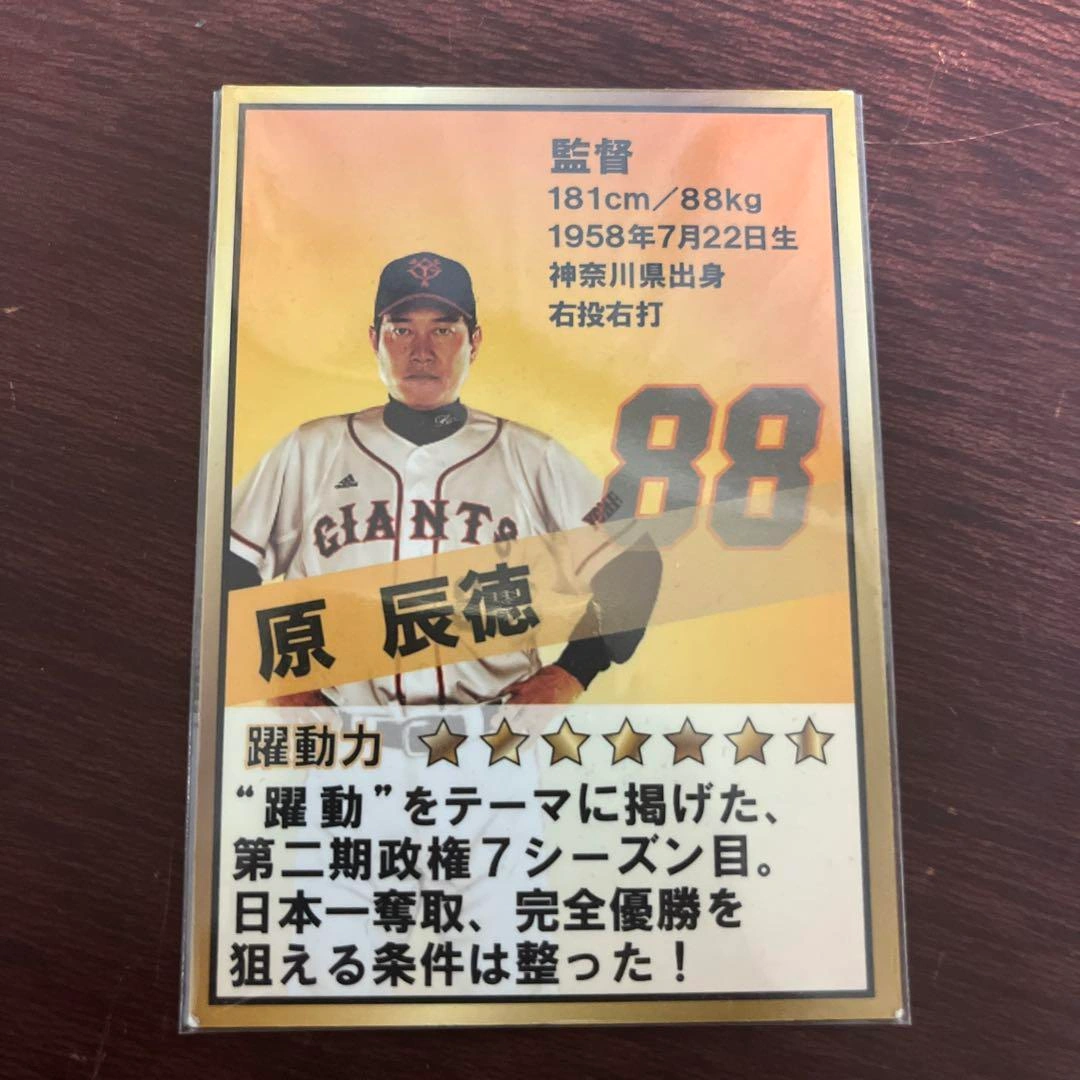 監督
181cm/88kg
1958年7月22日生
神奈川県出身
右投右打
88
GIANTS
原 辰徳
躍動力
“躍動”をテーマに掲げた、
第二期政権7シーズン目。
日本一奪取、完全優勝を
狙える条件は整った!